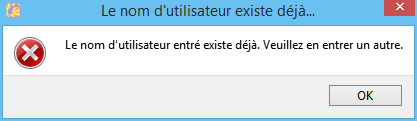 Le nom d'utilisateur existe déjà...
Le nom d'utilisateur entré existe déjà. Veuillez en entrer un autre.
OK